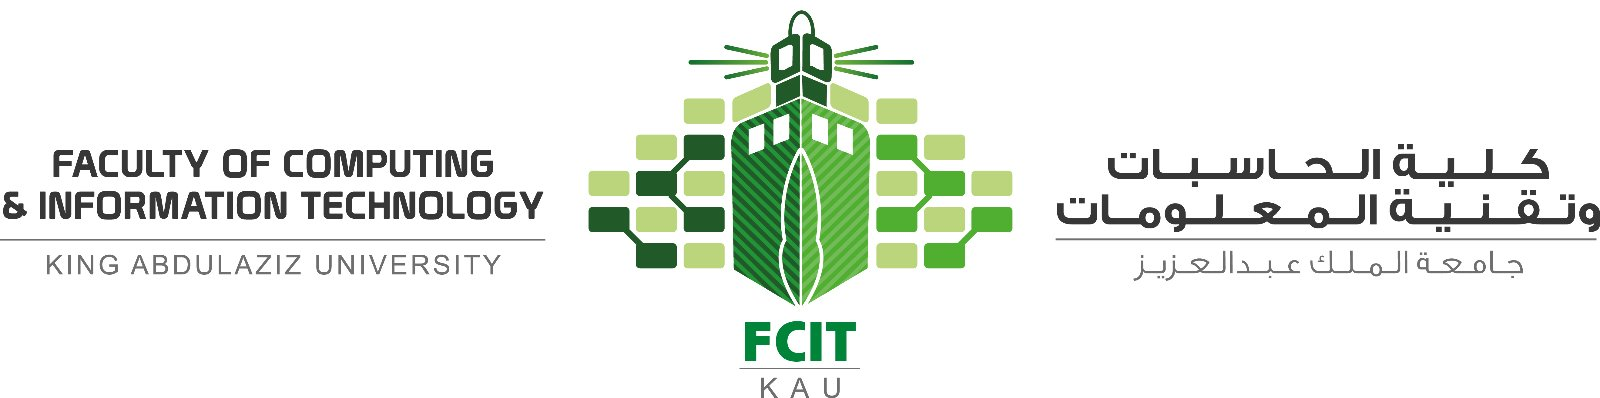 FACULTY OF COMPUTING
& INFORMATION TECHNOLOGY
KING ABDULAZIZ UNIVERSITY
FCIT
KAU
كلية الحاسبات
وتقنية المعلومات
جامعة الملك عبدالعزيز